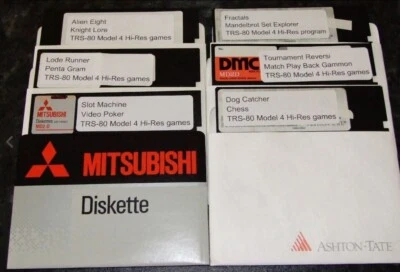 Alien Eight
Knight Lore
TRS-80 Model 4 Hi-Res games
Lode Runner
Penta Gram
TRS-80 Model 4 Hi-Res games
MITSUBISHI
Slot Machine
Video Poker
TRS-80 Model 4 Hi-Res games
MITSUBISHI
Diskette
Fractals
Mandelbrot Set Explorer
TRS-80 Model 4 Hi-Res program
DMC
Tournament Reversi
Match Play Back Gammon
TRS-80 Model 4 Hi-Res games
Dog Catcher
Chess
TRS-80 Model 4 Hi-Res games
ASHTON-TATE